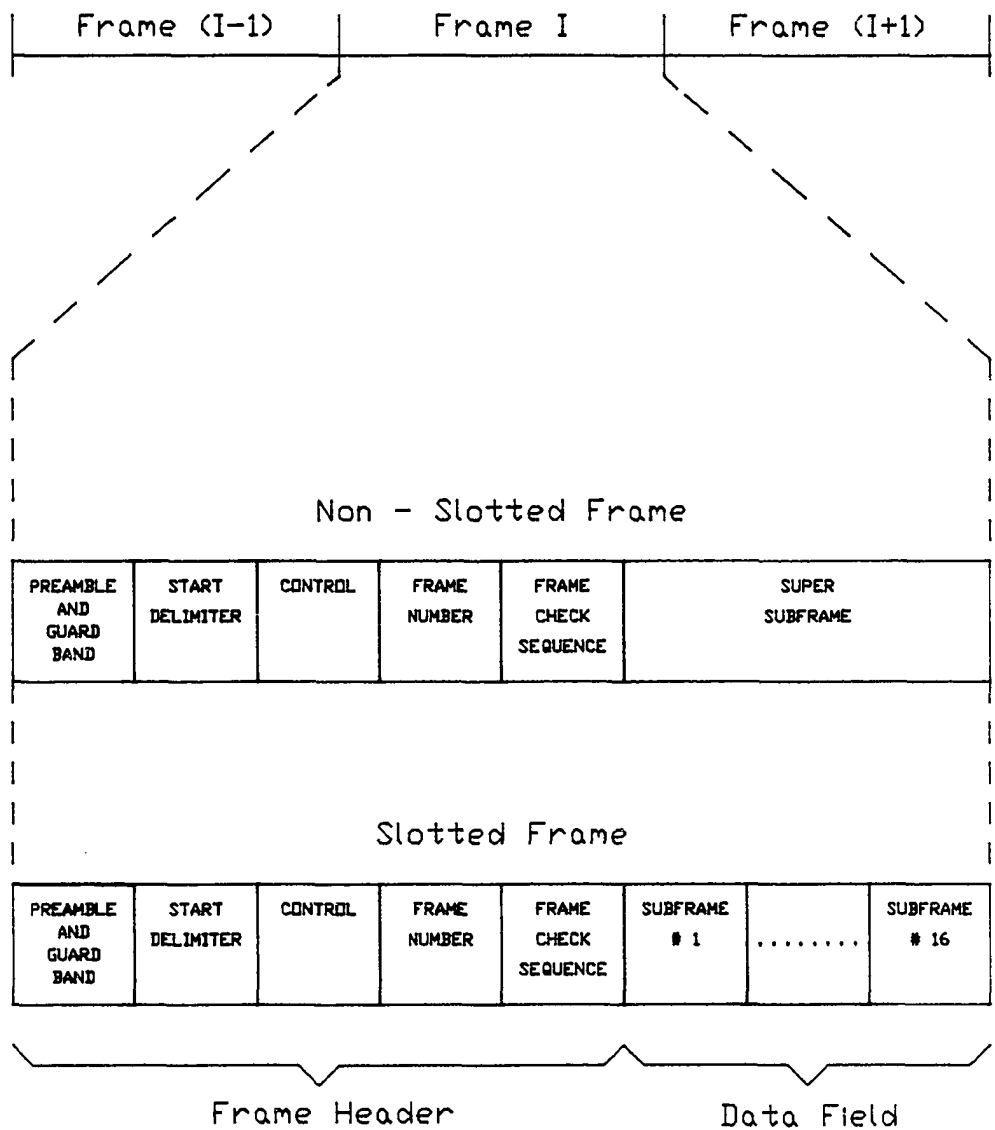 Frame (I-1) Frame I Frame (I+1)
Non - Slotted Frame
PREAMBLE AND GUARD BAND
START DELIMITER
CONTROL
FRAME NUMBER
FRAME CHECK SEQUENCE
SUPER SUBFRAME
Slotted Frame
PREAMBLE AND GUARD BAND
START DELIMITER
CONTROL
FRAME NUMBER
FRAME CHECK SEQUENCE
SUBFRAME # 1
........
SUBFRAME # 16
Frame Header Data Field